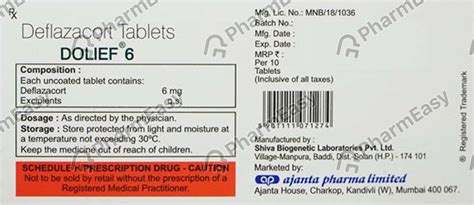 Rx
Deflazacort Tablets
DOLIEF® 6
Composition :
Each uncoated tablet contains:
Deflazacort 6 mg
Excipients q.s.
Dosage : As directed by the physician.
Storage : Store protected from light and moisture at a temperature not exceeding 30°C.
Keep the medicine out of reach of children.
SCHEDULE H PRESCRIPTION DRUG - CAUTION
Not to be sold by retail without the prescription of a
Registered Medical Practitioner.
Mfg. Lic. No.: MNB/18/1036
Batch No.:
Mfg. Date:
Exp. Date:
MRP ₹ :
Per 10
Tablets
(Inclusive of all taxes)
® Registered Trademark
Manufactured by :
Shiva Biogenetic Laboratories Pvt. Ltd.
Village-Manpura, Baddi, Dist. Solan (H.P.) - 174 101
Marketed by :
ap ajanta pharma limited
Ajanta House, Charkop, Kandivli (W), Mumbai 400 067.
PharmEasy